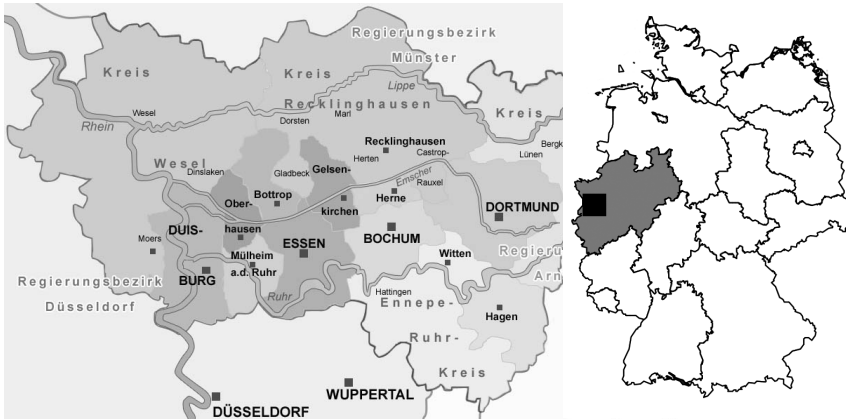 Regierungsbezirk
Münster
Kreis
Kreis
Lippe
Recklinghausen
Kreis
Wesel
Marl
Dorsten
Rhein
Recklinghausen
Bergk
Lünen
Wesel
Dinslaken
Gladbeck
Gelsen-
Herten
Castrop-
Emscher
Rauxel
Bottrop
Ober-
kirchen
Herne
DORTMUND
DUIS-
hausen
Moers
Mülheim
a.d. Ruhr
ESSEN
BOCHUM
Witten
Regieru
Arn
Regierungsbezirk
Düsseldorf
BURG
Ruhr
Hattingen
Ennepe-
Ruhr-
Kreis
Hagen
WUPPERTAL
DÜSSELDORF